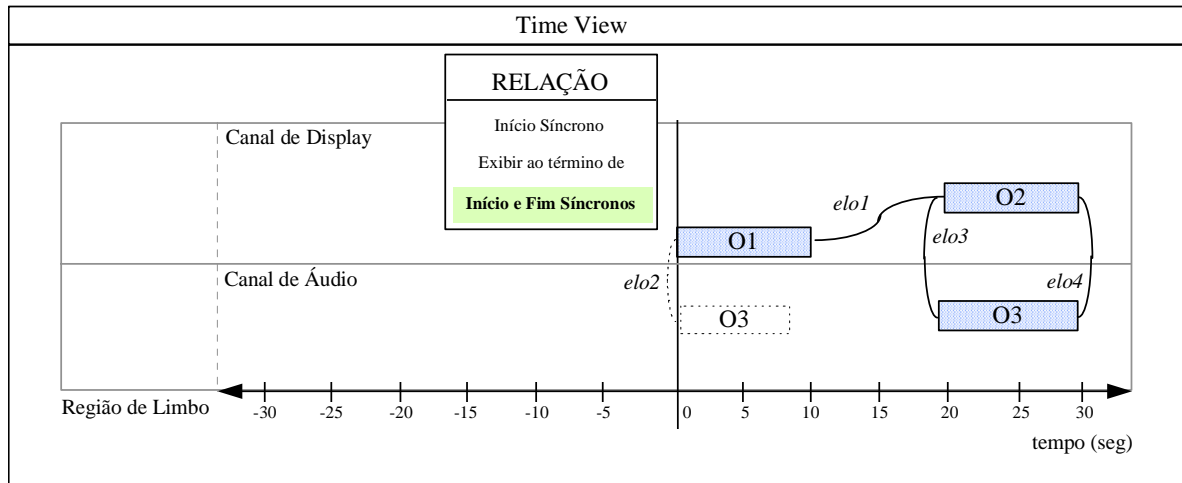 Time View
RELAÇÃO
Início Síncrono
Exibir ao término de
Início e Fim Síncronos
Canal de Display
elo1
O2
O1
elo3
Canal de Áudio
elo2
elo4
O3
O3
Região de Limbo
-30 -25 -20 -15 -10 -5 0 5 10 15 20 25 30
tempo (seg)